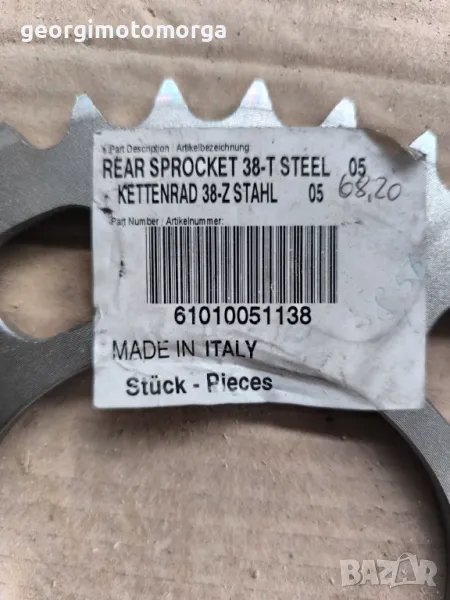 georgimotomorga
Part Description Artikelbezeichnung:
REAR SPROCKET 38-T STEEL 05
KETTENRAD 38-Z STAHL 05 68,20
Part Number Artikelnummer:
61010051138
MADE IN ITALY
Stück - Pieces
BAZAR